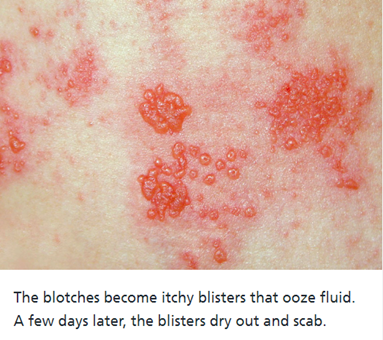 The blotches become itchy blisters that ooze fluid.
A few days later, the blisters dry out and scab.